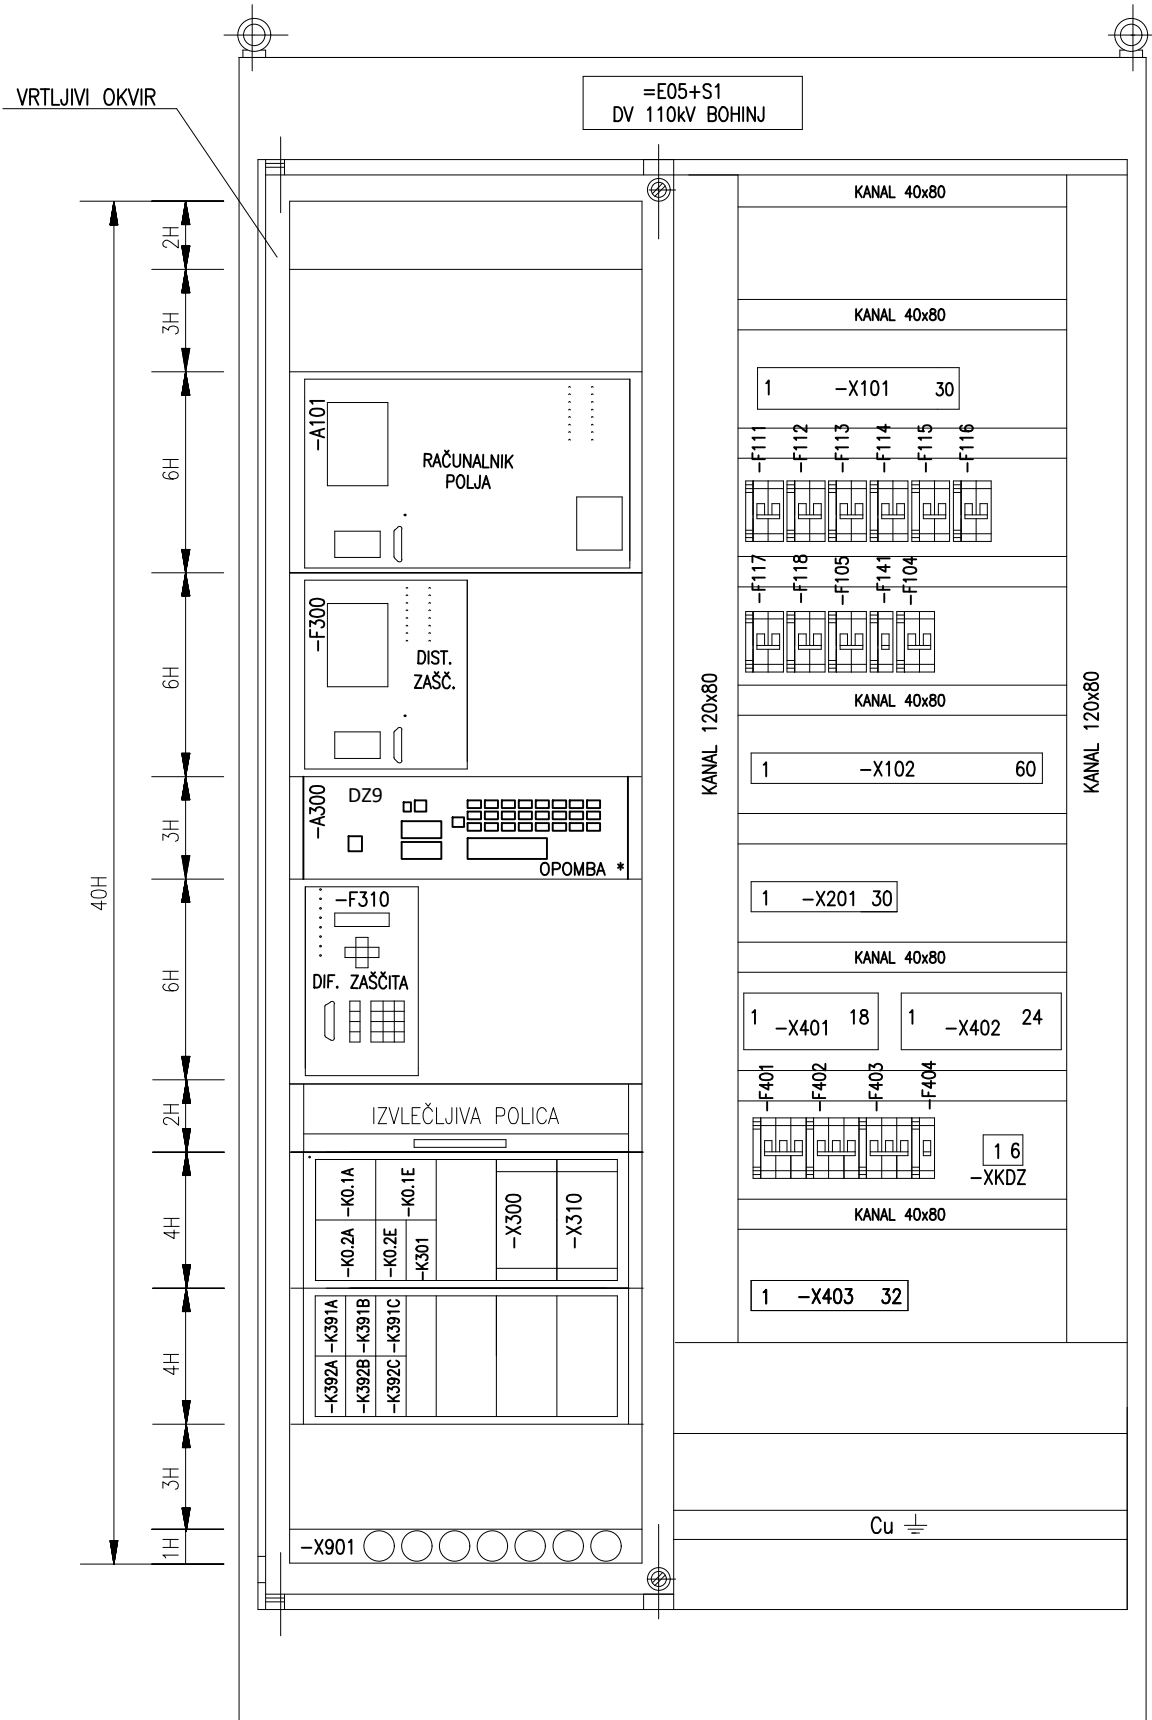 =E05+S1
DV 110kV BOHINJ
VRTLJIVI OKVIR
40H
2H
3H
6H
6H
3H
6H
2H
4H
4H
3H
1H
-A101
RAČUNALNIK
POLJA
-F300
DIST.
ZAŠČ.
-A300
DZ9
OPOMBA *
-F310
DIF. ZAŠČITA
IZVLEČLJIVA POLICA
-K0.1A
-K0.1E
-K0.2A
-K0.2E
-K301
-X300
-X310
-K391A
-K391B
-K391C
-K392A
-K392B
-K392C
-X901
KANAL 120x80
KANAL 40x80
KANAL 40x80
1 -X101 30
-F111
-F112
-F113
-F114
-F115
-F116
-F117
-F118
-F105
-F141
-F104
KANAL 40x80
1 -X102 60
1 -X201 30
KANAL 40x80
1 -X401 18
1 -X402 24
-F401
-F402
-F403
-F404
1 6
-XKDZ
KANAL 40x80
1 -X403 32
KANAL 120x80
Cu